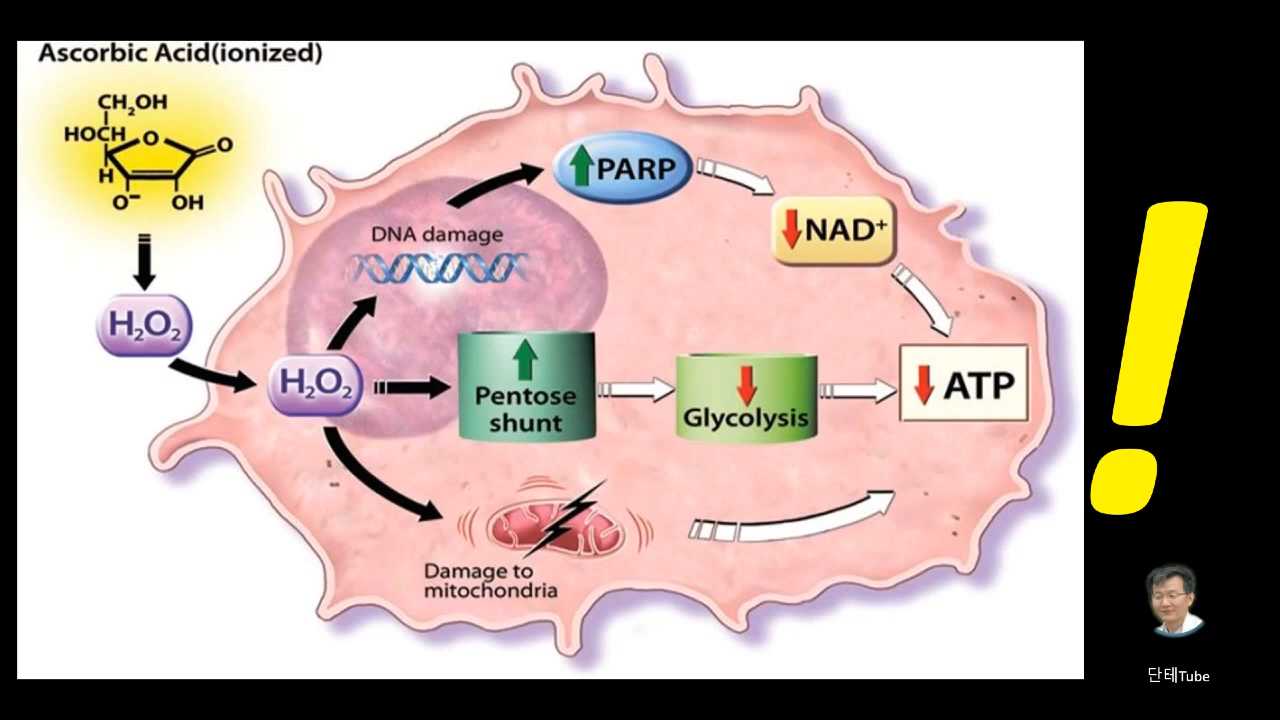 Ascorbic Acid(ionized)
CH₂OH
HOCH
O
O
H
O⁻
OH
H₂O₂
H₂O₂
DNA damage
PARP
NAD⁺
Pentose
shunt
Glycolysis
ATP
Damage to
mitochondria
!
단테Tube